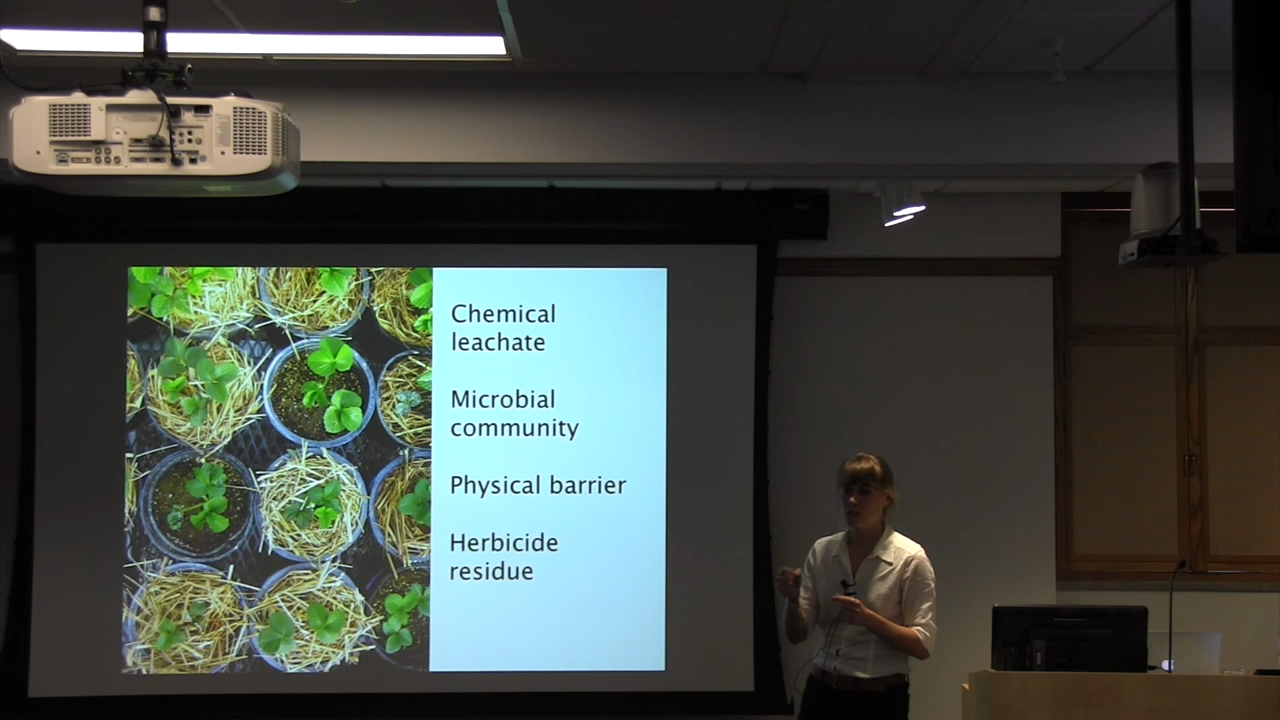 Chemical
leachate
Microbial
community
Physical barrier
Herbicide
residue